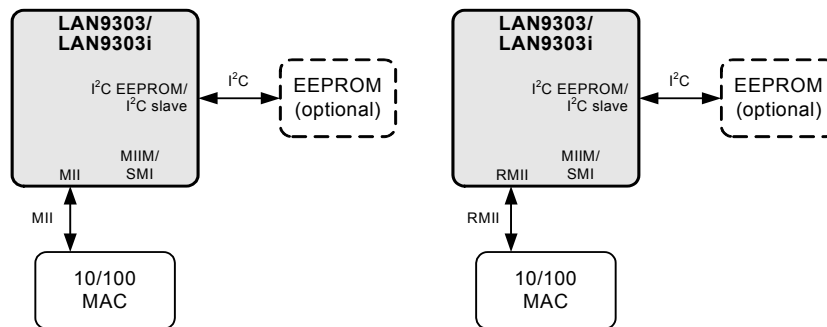 LAN9303/
LAN9303i
I²C EEPROM/
I²C slave
MIIM/
SMI
MII
I²C
EEPROM
(optional)
MII
10/100
MAC
LAN9303/
LAN9303i
I²C EEPROM/
I²C slave
MIIM/
SMI
RMII
I²C
EEPROM
(optional)
RMII
10/100
MAC